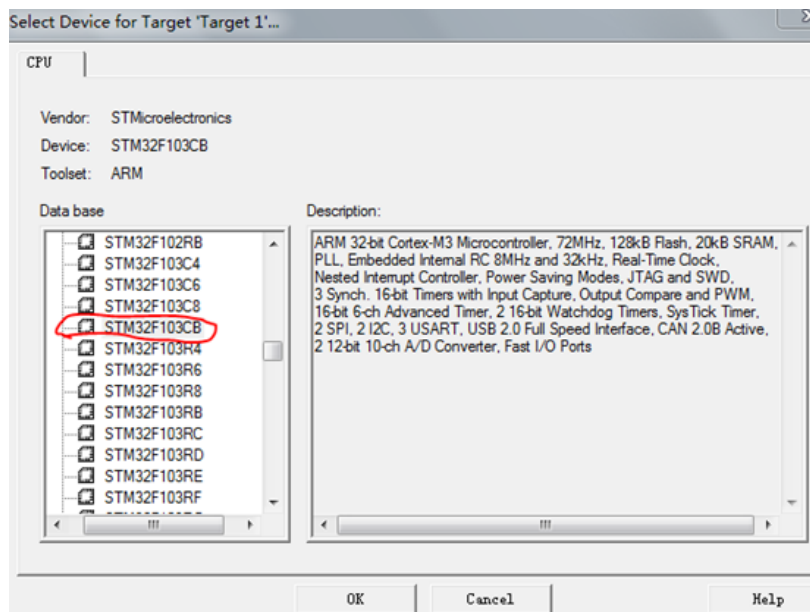 Select Device for Target 'Target 1'...
CPU
Vendor: STMicroelectronics
Device: STM32F103CB
Toolset: ARM
Data base
STM32F102RB
STM32F103C4
STM32F103C6
STM32F103C8
STM32F103CB
STM32F103R4
STM32F103R6
STM32F103R8
STM32F103RB
STM32F103RC
STM32F103RD
STM32F103RE
STM32F103RF
Description:
ARM 32-bit Cortex-M3 Microcontroller, 72MHz, 128kB Flash, 20kB SRAM,
PLL, Embedded Internal RC 8MHz and 32kHz, Real-Time Clock,
Nested Interrupt Controller, Power Saving Modes, JTAG and SWD,
3 Synch. 16-bit Timers with Input Capture, Output Compare and PWM,
16-bit 6-ch Advanced Timer, 2 16-bit Watchdog Timers, SysTick Timer,
2 SPI, 2 I2C, 3 USART, USB 2.0 Full Speed Interface, CAN 2.0B Active,
2 12-bit 10-ch A/D Converter, Fast I/O Ports
OK Cancel Help